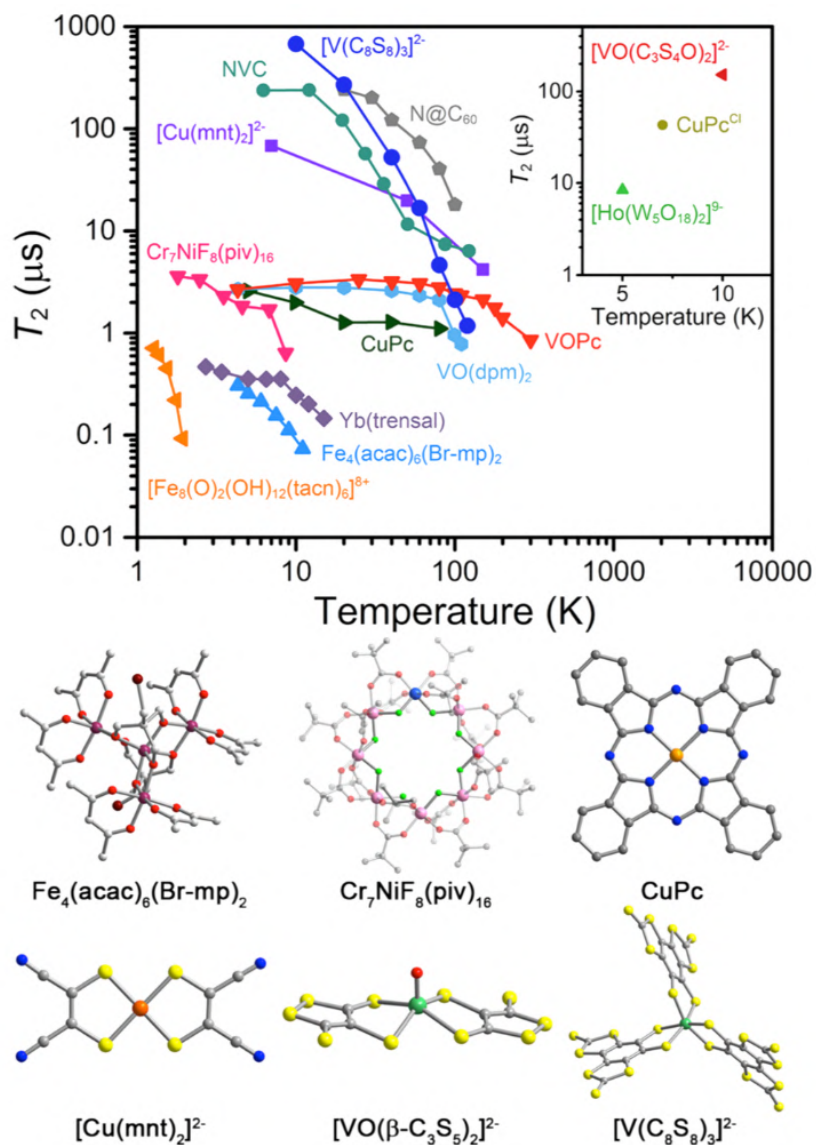 1000
100
10
1
0.1
0.01
T₂ (μs)
[V(C₈S₈)₃]²⁻
NVC
N@C₆₀
[Cu(mnt)₂]²⁻
Cr₇NiF₈(piv)₁₆
CuPc
VO(dpm)₂
VOPc
Yb(trensal)
Fe₄(acac)₆(Br-mp)₂
[Fe₈(O)₂(OH)₁₂(tacn)₆]⁸⁺
1 10 100 1000 10000
Temperature (K)
[VO(C₃S₄O)₂]²⁻
100
CuPcᶜˡ
T₂ (μs)
10
[Ho(W₅O₁₈)₂]⁹⁻
1
5 10
Temperature (K)
Fe₄(acac)₆(Br-mp)₂ Cr₇NiF₈(piv)₁₆ CuPc
[Cu(mnt)₂]²⁻ [VO(β-C₃S₅)₂]²⁻ [V(C₈S₈)₃]²⁻